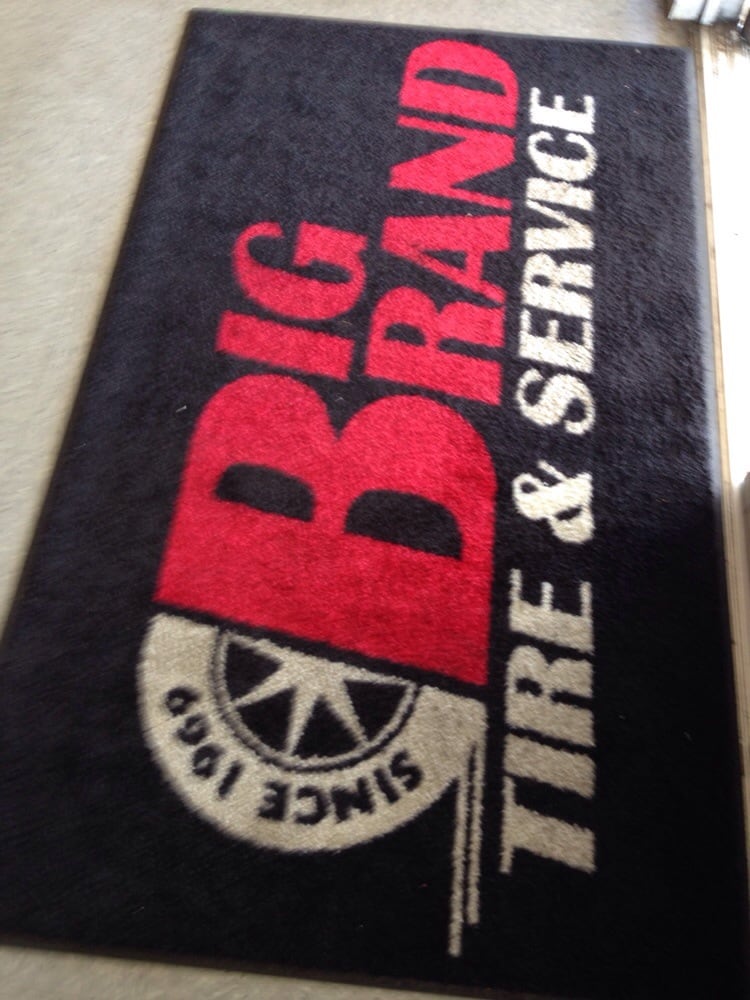 BIG
BRAND
TIRE & SERVICE
SINCE 1969